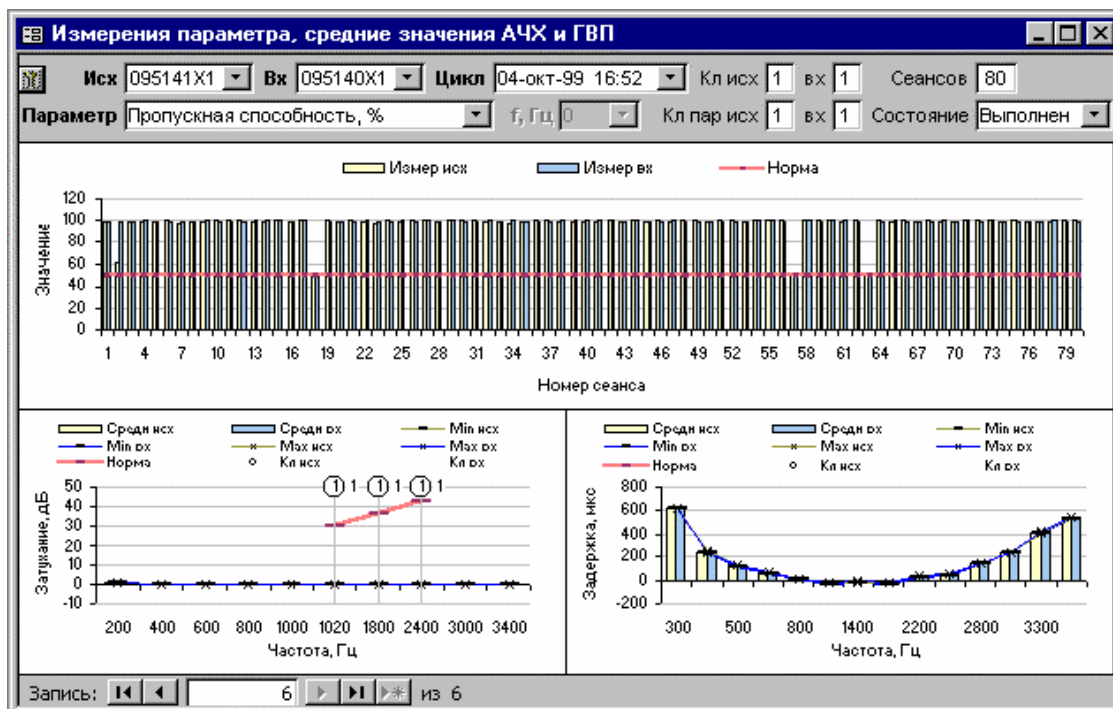 Измерения параметра, средние значения АЧХ и ГВП
Исх 095141X1 Вх 095140X1 Цикл 04-окт-99 16:52 Кл исх 1 вх 1 Сеансов 80
Параметр Пропускная способность, % f, Гц 0 Кл пар исх 1 вх 1 Состояние Выполнен
Измер исх Измер вх Норма
Значение
120
100
80
60
40
20
0
1 4 7 10 13 16 19 22 25 28 31 34 37 40 43 46 49 52 55 58 61 64 67 70 73 76 79
Номер сеанса
Средн исх Средн вх Min исх
Min вх Max исх Max вх
Норма Кл исх Кл вх
Затухание, дБ
50
40
30
20
10
0
-10
1 1 1 1 1 1
200 400 600 800 1000 1020 1800 2400 3000 3400
Частота, Гц
Средн исх Средн вх Min исх
Min вх Max исх Max вх
Норма Кл исх Кл вх
Задержка, мкс
800
600
400
200
0
-200
300 500 800 1400 2200 2800 3300
Частота, Гц
Запись: 6 из 6